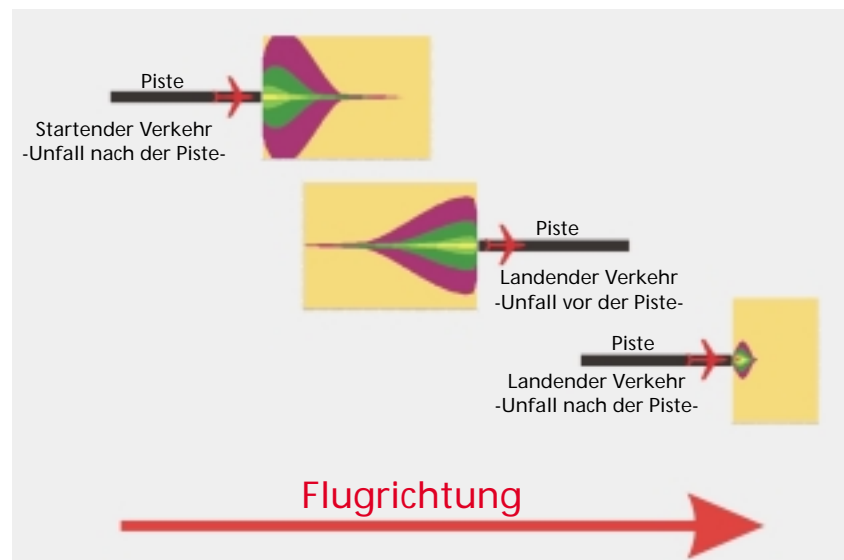 Piste
Startender Verkehr
-Unfall nach der Piste-
Piste
Landender Verkehr
-Unfall vor der Piste-
Piste
Landender Verkehr
-Unfall nach der Piste-
Flugrichtung